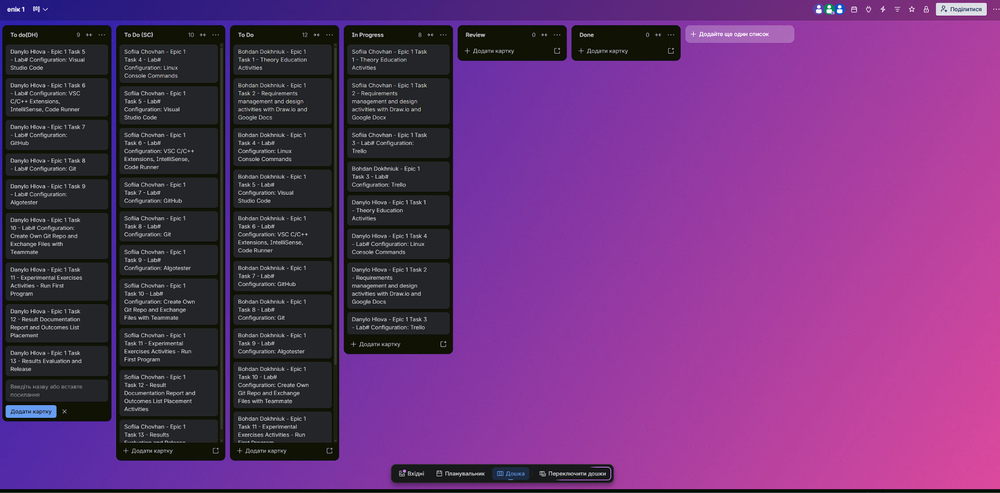 епік 1
Поділитися
To do(DH) 9
Danylo Hlova - Epic 1 Task 5
- Lab# Configuration: Visual
Studio Code
Danylo Hlova - Epic 1 Task 6
- Lab# Configuration: VSC
C/C++ Extensions,
IntelliSense, Code Runner
Danylo Hlova - Epic 1 Task 7
- Lab# Configuration:
GitHub
Danylo Hlova - Epic 1 Task 8
- Lab# Configuration: Git
Danylo Hlova - Epic 1 Task 9
- Lab# Configuration:
Algotester
Danylo Hlova - Epic 1 Task
10 - Lab# Configuration:
Create Own Git Repo and
Exchange Files with
Teammate
Danylo Hlova - Epic 1 Task
11 - Experimental Exercises
Activities - Run First
Program
Danylo Hlova - Epic 1 Task
12 - Result Documentation
Report and Outcomes List
Placement
Danylo Hlova - Epic 1 Task
13 - Results Evaluation and
Release
Введіть назву або вставте
посилання
Додати картку
To Do (SC) 10
Sofiia Chovhan - Epic 1
Task 4 - Lab#
Configuration: Linux
Console Commands
Sofiia Chovhan - Epic 1
Task 5 - Lab#
Configuration: Visual
Studio Code
Sofiia Chovhan - Epic 1
Task 6 - Lab#
Configuration: VSC C/C++
Extensions, IntelliSense,
Code Runner
Sofiia Chovhan - Epic 1
Task 7 - Lab#
Configuration: GitHub
Sofiia Chovhan - Epic 1
Task 8 - Lab#
Configuration: Git
Sofiia Chovhan - Epic 1
Task 9 - Lab#
Configuration: Algotester
Sofiia Chovhan - Epic 1
Task 10 - Lab#
Configuration: Create Own
Git Repo and Exchange
Files with Teammate
Sofiia Chovhan - Epic 1
Task 11 - Experimental
Exercises Activities - Run
First Program
Sofiia Chovhan - Epic 1
Task 12 - Result
Documentation Report and
Outcomes List Placement
Activities
Sofiia Chovhan - Epic 1
Task 13 - Results
Evaluation and Release
Додати картку
To Do 12
Bohdan Dokhniuk - Epic 1
Task 1 - Theory Education
Activities
Bohdan Dokhniuk - Epic 1
Task 2 - Requirements
management and design
activities with Draw.io and
Google Docs
Bohdan Dokhniuk - Epic 1
Task 4 - Lab#
Configuration: Linux
Console Commands
Bohdan Dokhniuk - Epic 1
Task 5 - Lab#
Configuration: Visual
Studio Code
Bohdan Dokhniuk - Epic 1
Task 6 - Lab#
Configuration: VSC C/C++
Extensions, IntelliSense,
Code Runner
Bohdan Dokhniuk - Epic 1
Task 7 - Lab#
Configuration: GitHub
Bohdan Dokhniuk - Epic 1
Task 8 - Lab#
Configuration: Git
Bohdan Dokhniuk - Epic 1
Task 9 - Lab#
Configuration: Algotester
Bohdan Dokhniuk - Epic 1
Task 10 - Lab#
Configuration: Create Own
Git Repo and Exchange
Files with Teammate
Bohdan Dokhniuk - Epic 1
Task 11 - Experimental
Exercises Activities - Run
First Program
Додати картку
In Progress 8
Sofiia Chovhan - Epic 1 Task
1 - Theory Education
Activities
Sofiia Chovhan - Epic 1 Task
2 - Requirements
management and design
activities with Draw.io and
Google Docx
Sofiia Chovhan - Epic 1 Task
3 - Lab# Configuration:
Trello
Bohdan Dokhniuk - Epic 1
Task 3 - Lab#
Configuration: Trello
Danylo Hlova - Epic 1 Task 1
- Theory Education
Activities
Danylo Hlova - Epic 1 Task 4
- Lab# Configuration: Linux
Console Commands
Danylo Hlova - Epic 1 Task 2
- Requirements
management and design
activities with Draw.io and
Google Docs
Danylo Hlova - Epic 1 Task 3
- Lab# Configuration: Trello
Додати картку
Review 0
Додати картку
Done 0
Додати картку
Додайте ще один список
Вхідні
Планувальник
Дошка
Переключити дошки